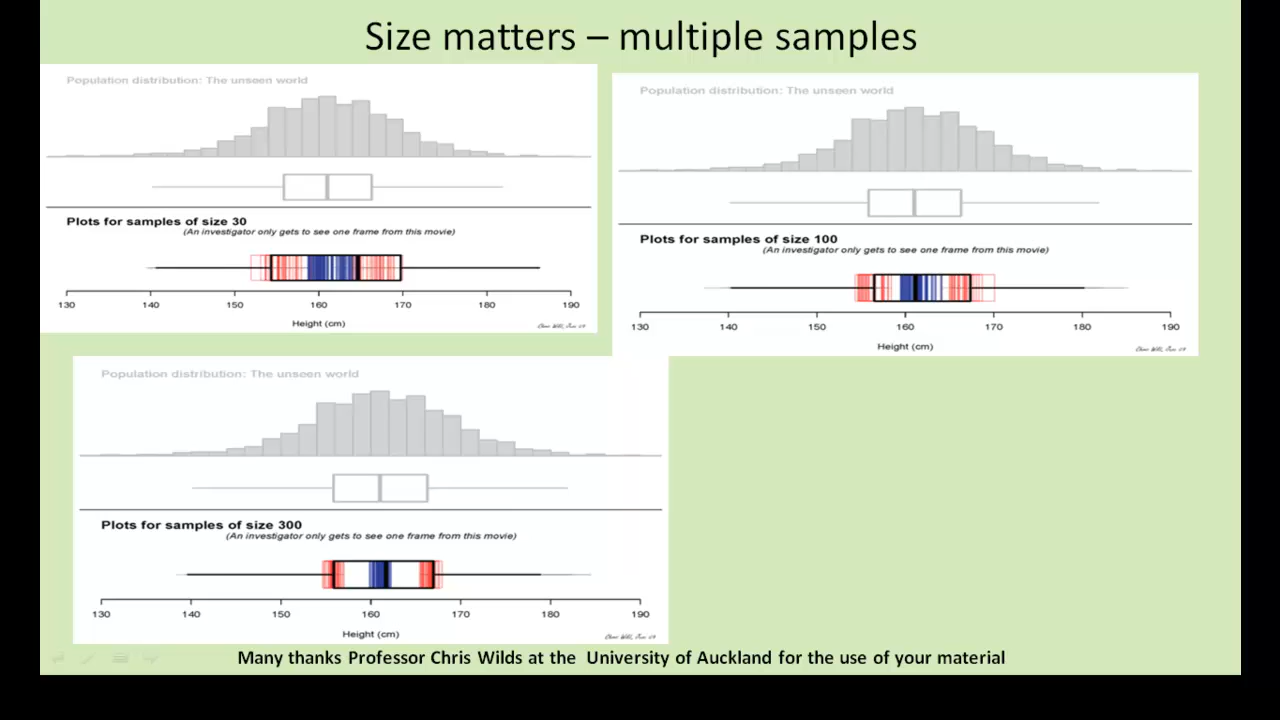 Size matters – multiple samples
Population distribution: The unseen world
Plots for samples of size 30
(An investigator only gets to see one frame from this movie)
130 140 150 160 170 180 190
Height (cm)
Population distribution: The unseen world
Plots for samples of size 100
(An investigator only gets to see one frame from this movie)
130 140 150 160 170 180 190
Height (cm)
Population distribution: The unseen world
Plots for samples of size 300
(An investigator only gets to see one frame from this movie)
130 140 150 160 170 180 190
Height (cm)
Many thanks Professor Chris Wilds at the University of Auckland for the use of your material